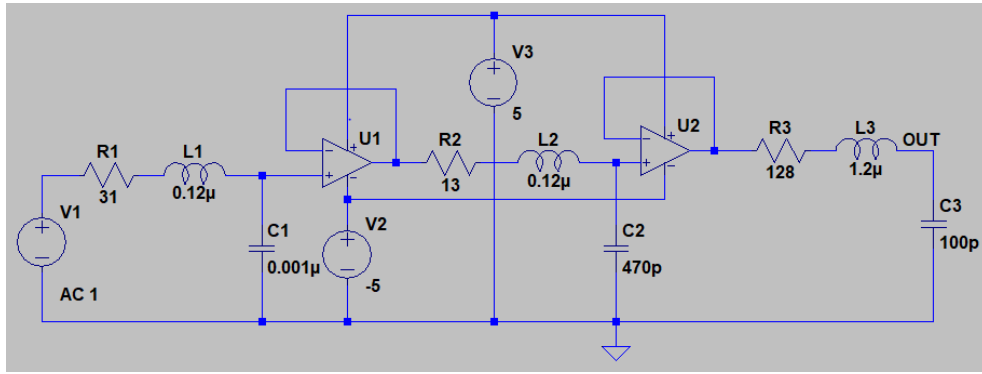 V1
AC 1
R1
31
L1
0.12µ
C1
0.001µ
U1
V2
-5
R2
13
V3
5
L2
0.12µ
C2
470p
U2
R3
128
L3
1.2µ
OUT
C3
100p